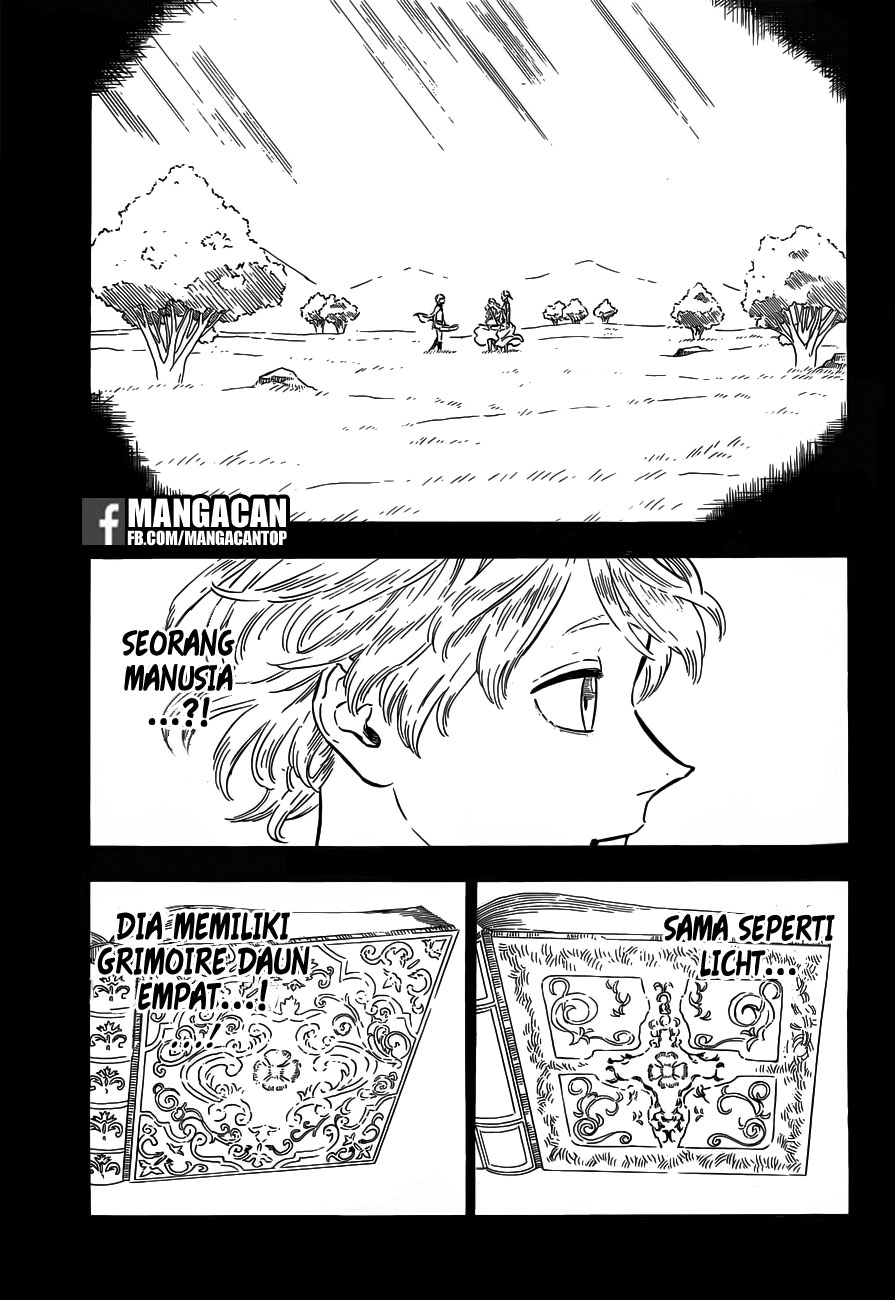 f MANGACAN
FB.COM/MANGACANTOP
SEORANG
MANUSIA
...?!
SAMA SEPERTI
LICHT...
DIA MEMILIKI
GRIMOIRE DAUN
EMPAT...!
...!